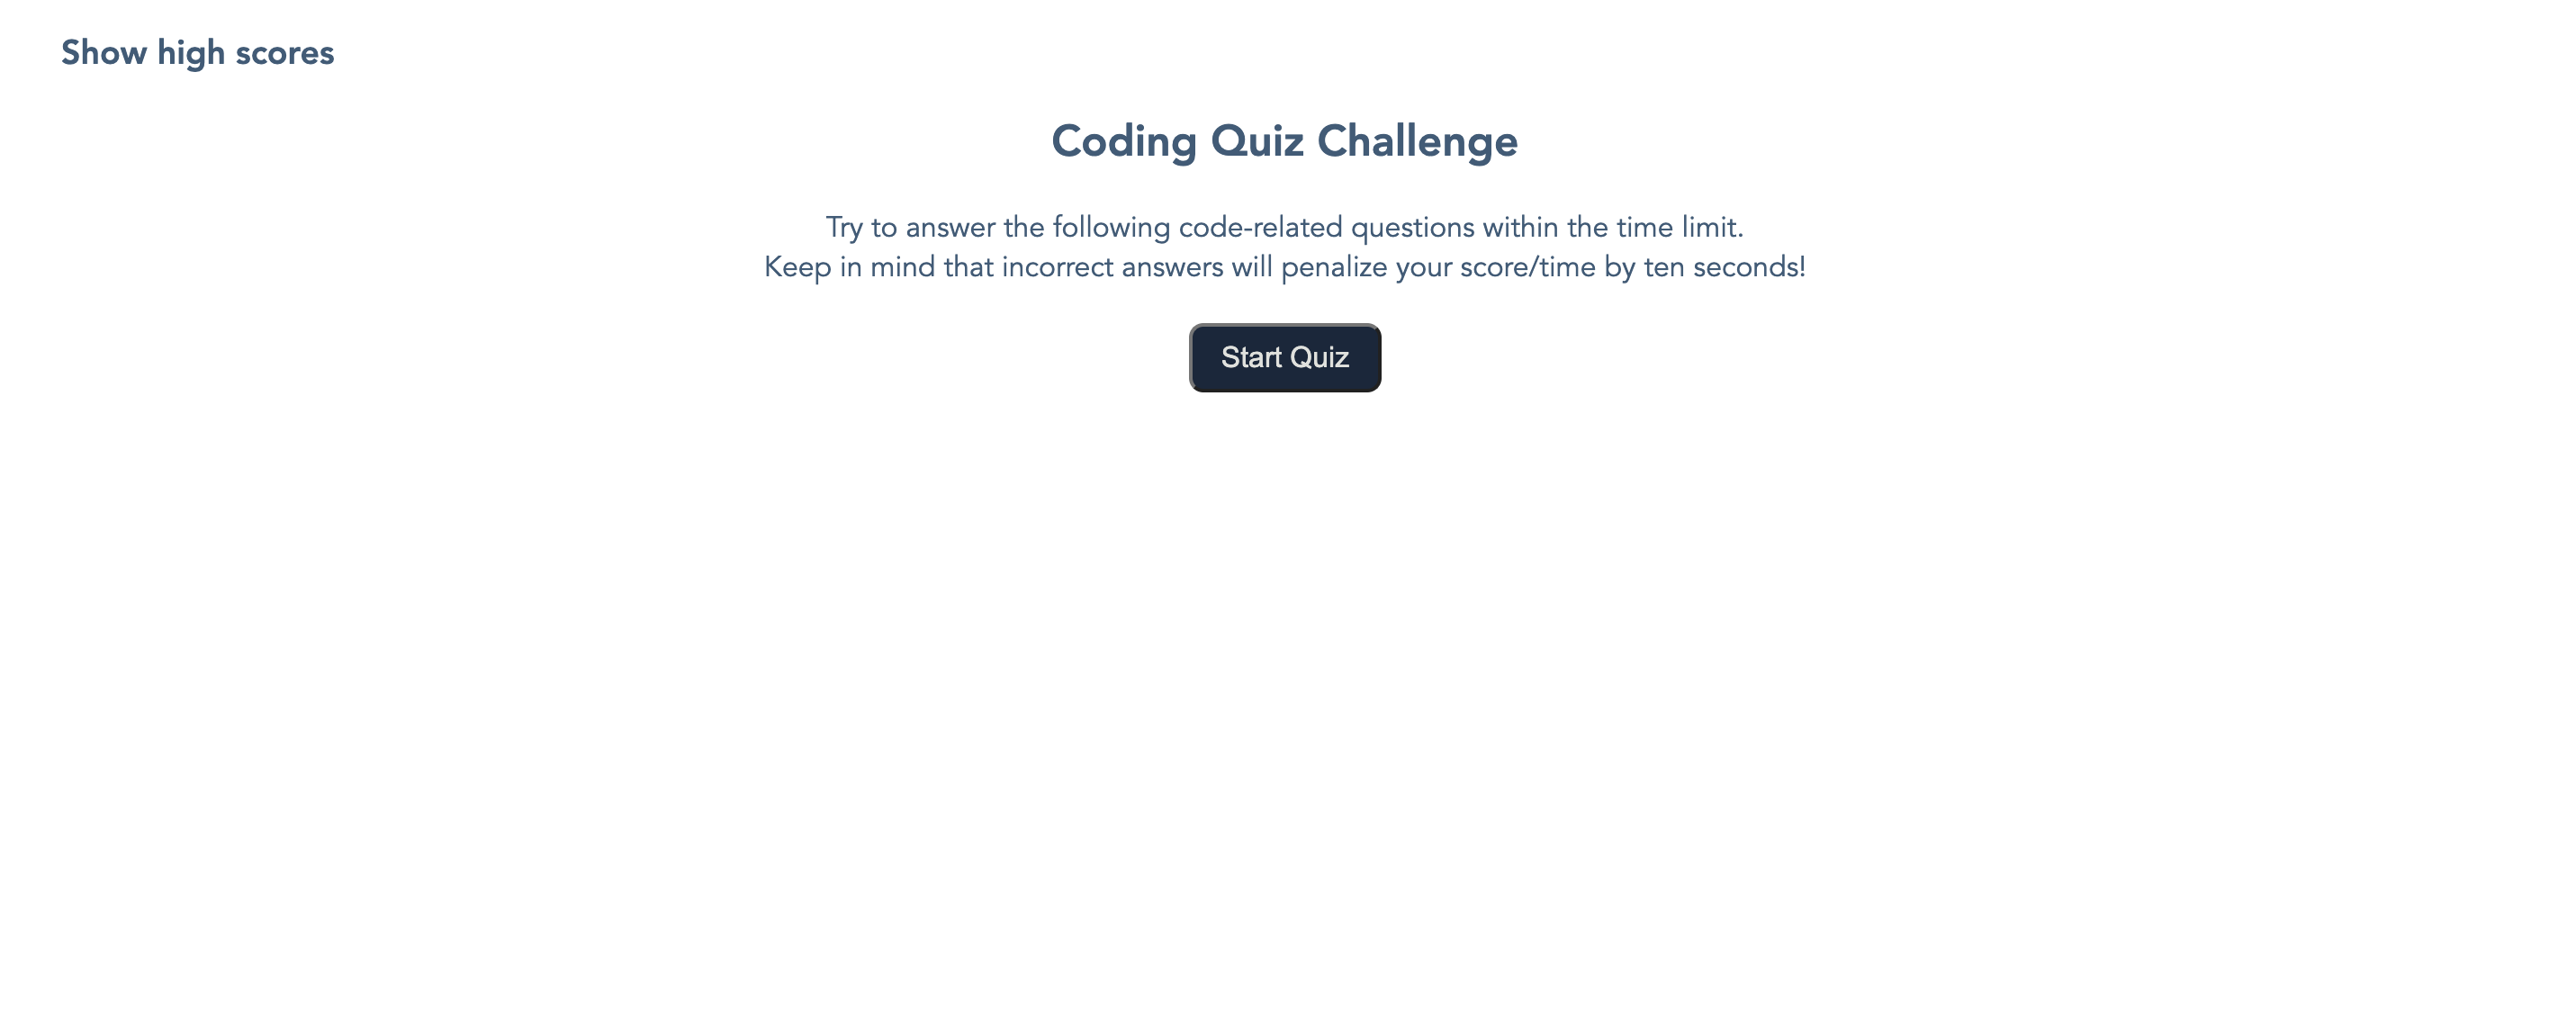 Show high scores
Coding Quiz Challenge
Try to answer the following code-related questions within the time limit.
Keep in mind that incorrect answers will penalize your score/time by ten seconds!
Start Quiz